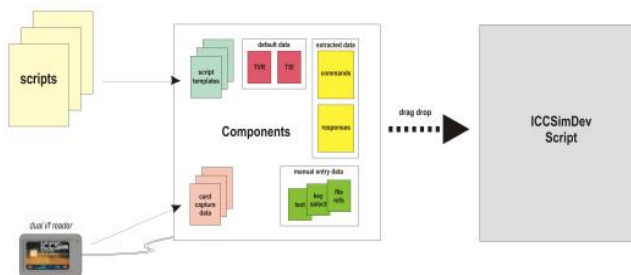 scripts
script
templates
default data
TVR
TSI
extracted data
commands
responses
Components
drag drop
ICCSimDev
Script
card
capture
data
manual entry data
text
key
select
file
refs.
dual i/f reader
ICCSim